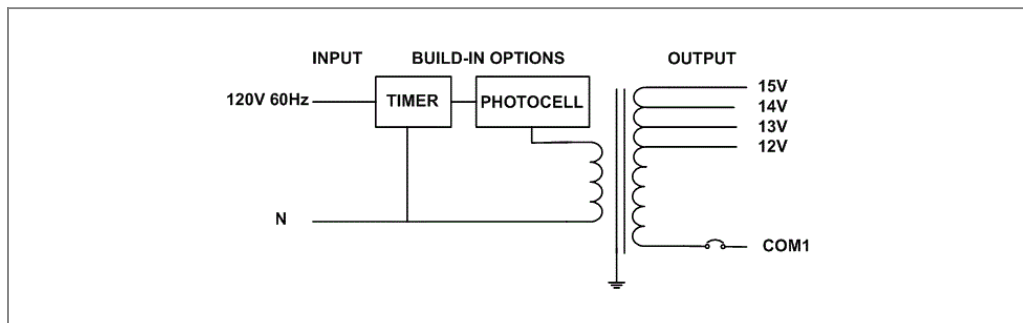 INPUT BUILD-IN OPTIONS OUTPUT
120V 60Hz TIMER PHOTOCELL
15V
14V
13V
12V
N
COM1